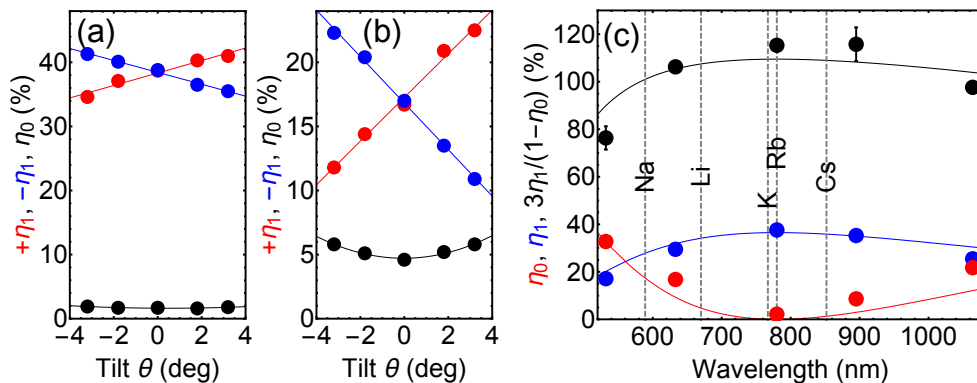 (a)
+η₁, −η₁, η₀ (%)
40
30
20
10
0
−4 −2 0 2 4
Tilt θ (deg)
(b)
+η₁, −η₁, η₀ (%)
20
15
10
5
0
−4 −2 0 2 4
Tilt θ (deg)
(c)
η₀, η₁, 3η₁/(1−η₀) (%)
120
100
80
60
40
20
0
Na
Li
K
Rb
Cs
600 700 800 900 1000
Wavelength (nm)